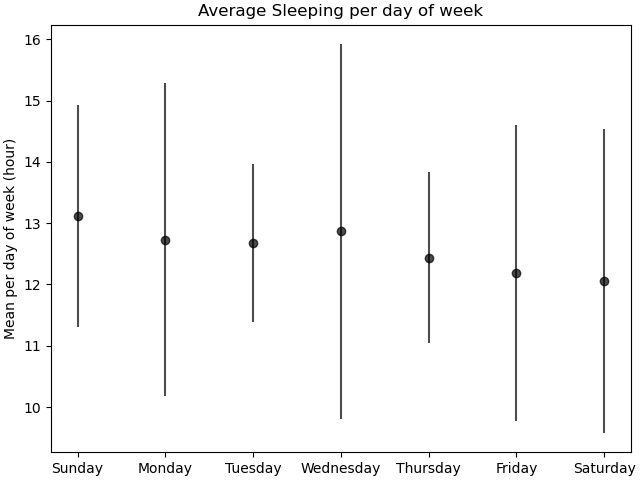 Average Sleeping per day of week
Mean per day of week (hour)
16
15
14
13
12
11
10
Sunday Monday Tuesday Wednesday Thursday Friday Saturday